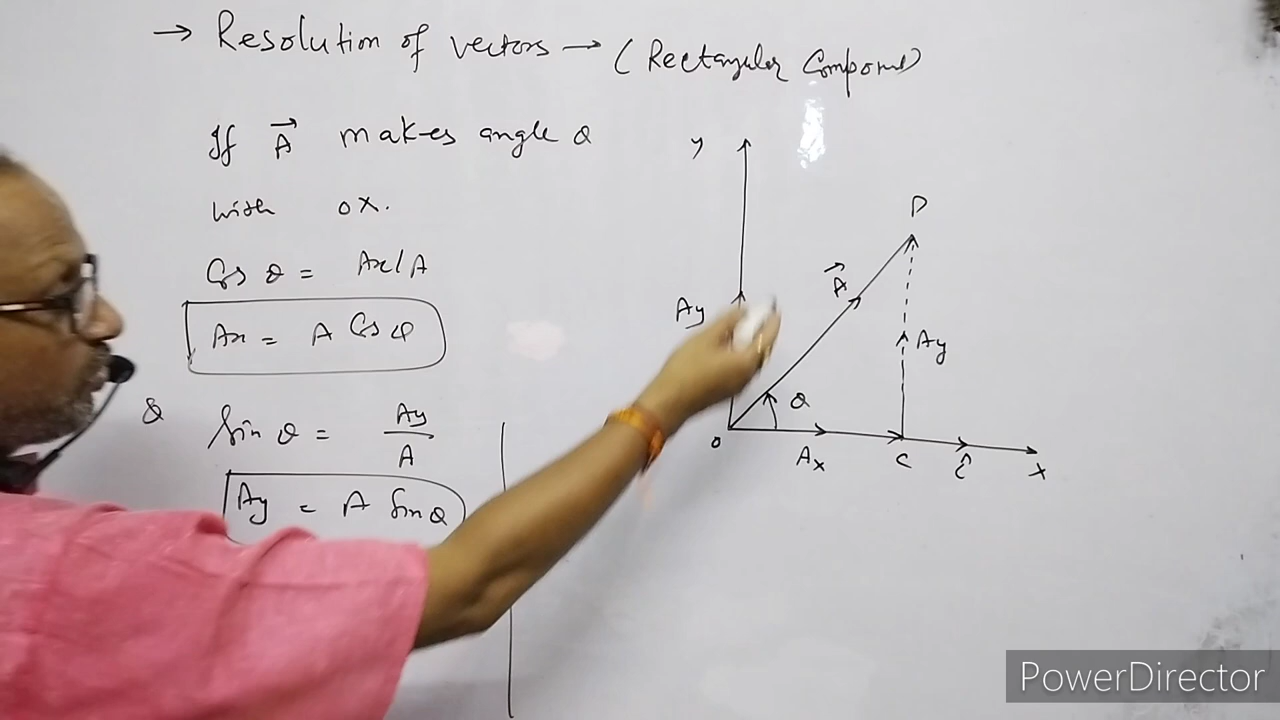 → Resolution of vectors → (Rectangular Component)
If A⃗ makes angle θ
with OX.
Cos θ = Ax/A
Ax = A Cos θ
& Sin θ = Ay/A
Ay = A Sin θ
y
D
A⃗
Ay
Ay
θ
O
Ax
C
î
X
PowerDirector